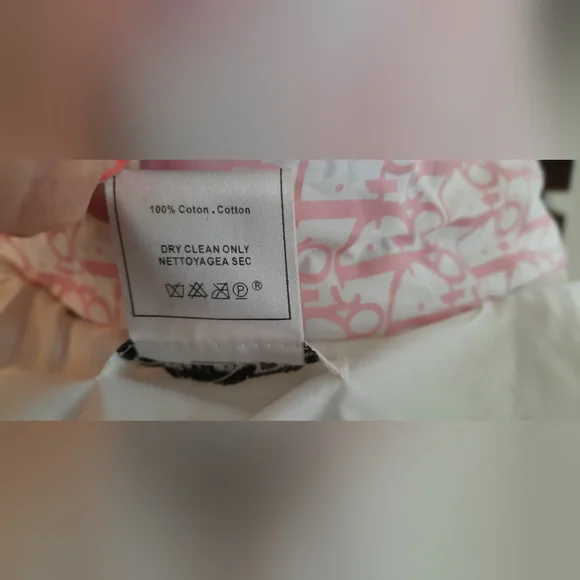 100% Coton . Cotton
DRY CLEAN ONLY
NETTOYAGEA SEC
P ®